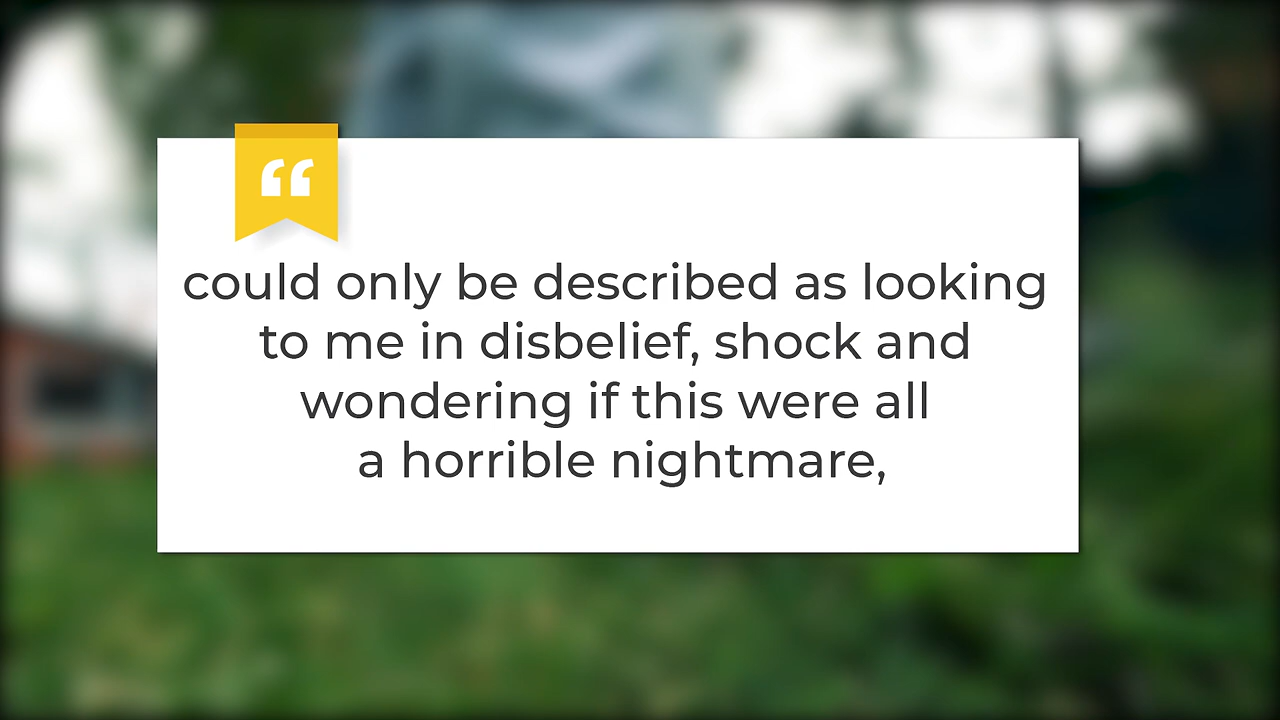 “
could only be described as looking
to me in disbelief, shock and
wondering if this were all
a horrible nightmare,